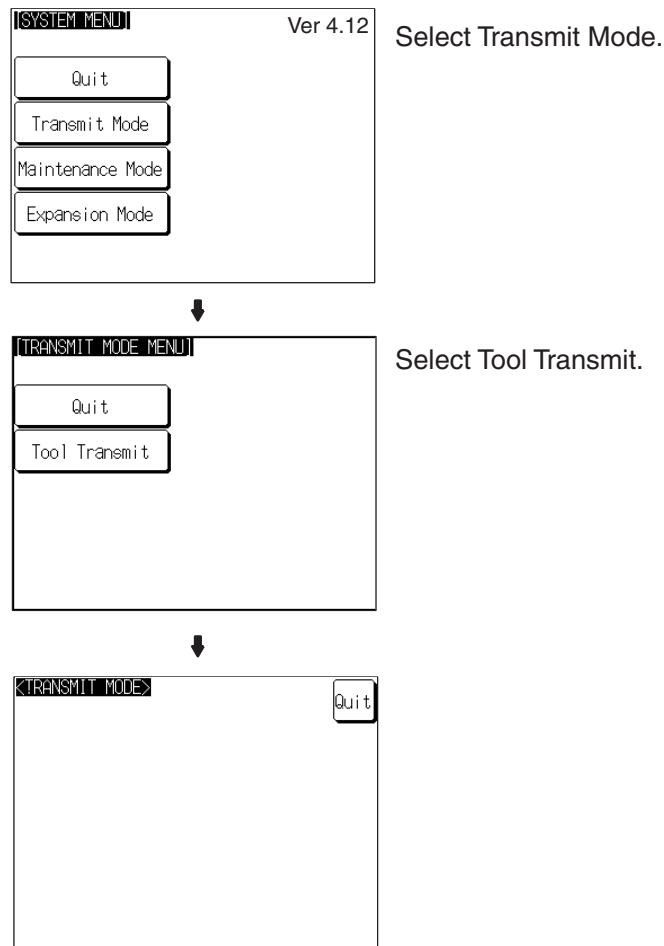 [SYSTEM MENU]
Ver 4.12
Select Transmit Mode.
Quit
Transmit Mode
Maintenance Mode
Expansion Mode
[TRANSMIT MODE MENU]
Select Tool Transmit.
Quit
Tool Transmit
<TRANSMIT MODE>
Quit